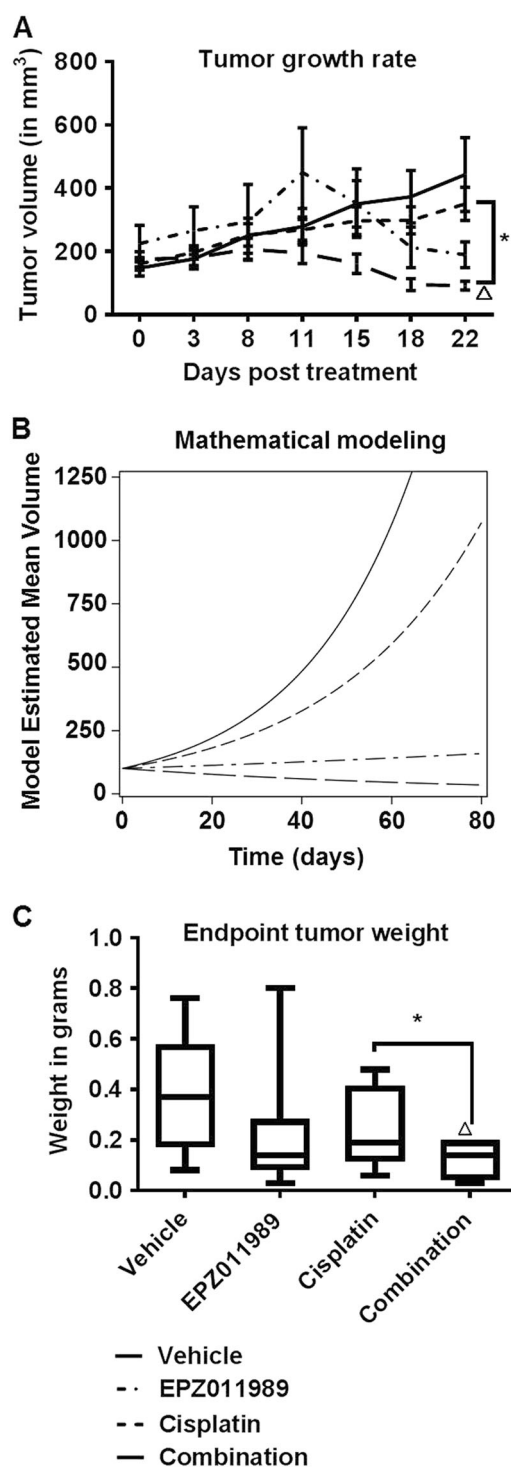 A
Tumor growth rate
Tumor volume (in mm³)
800
600
400
200
0
0 3 8 11 15 18 22
*
△
Days post treatment
B
Mathematical modeling
Model Estimated Mean Volume
1250
1000
750
500
250
0
0 20 40 60 80
Time (days)
C
Endpoint tumor weight
Weight in grams
1.0
0.8
0.6
0.4
0.2
0.0
*
△
Vehicle
EPZ011989
Cisplatin
Combination
Vehicle
EPZ011989
Cisplatin
Combination